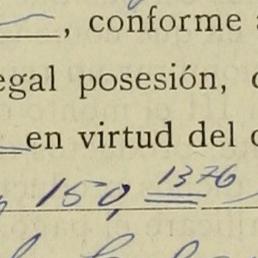 , conforme
egal posesión,
en virtud del
150, 1376